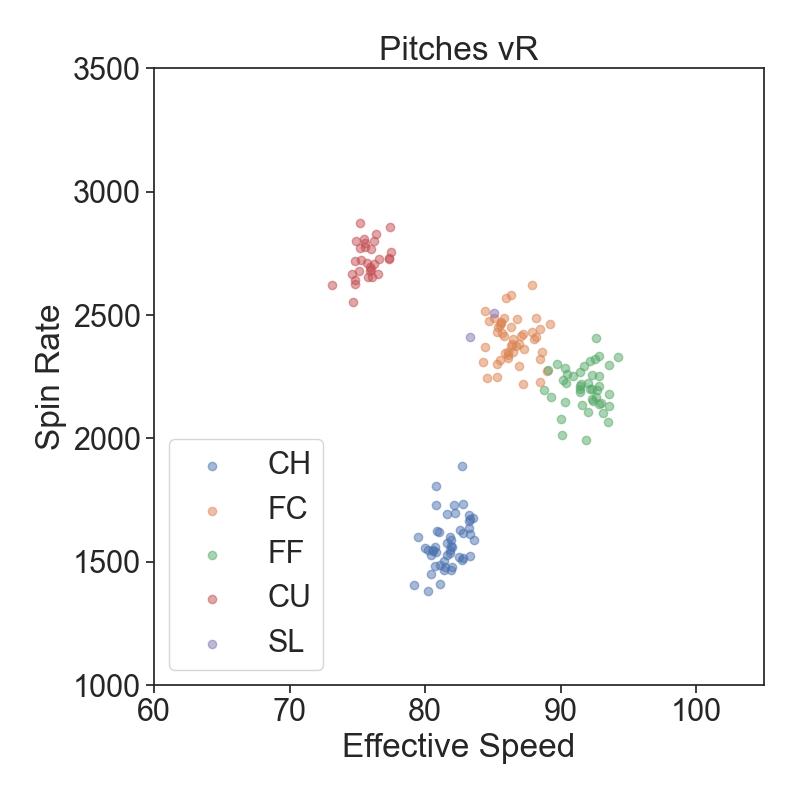 Pitches vR
3500
3000
2500
2000
1500
1000
Spin Rate
CH
FC
FF
CU
SL
60 70 80 90 100
Effective Speed